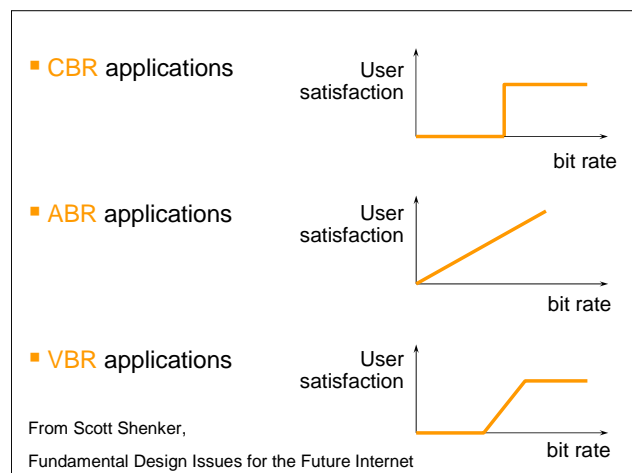 CBR applications
User
satisfaction
bit rate
ABR applications
User
satisfaction
bit rate
VBR applications
User
satisfaction
bit rate
From Scott Shenker,
Fundamental Design Issues for the Future Internet